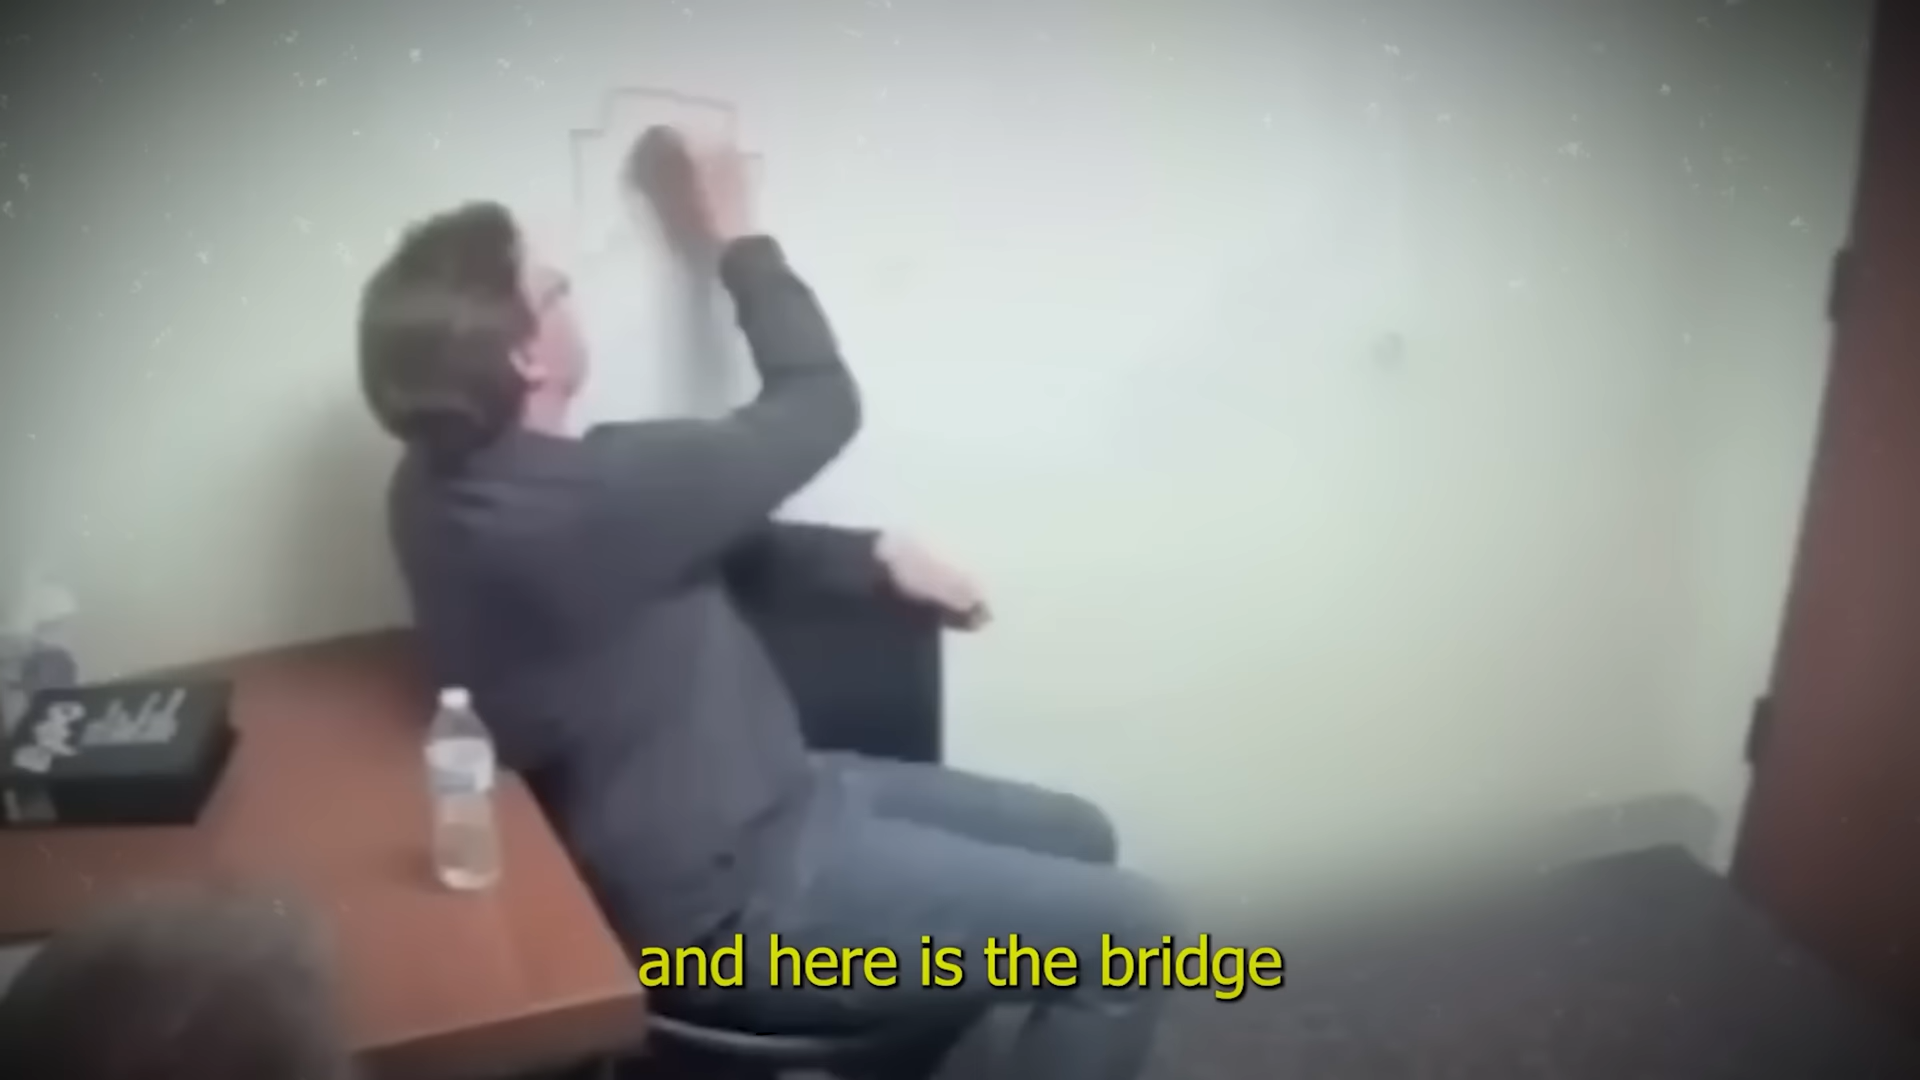 and here is the bridge